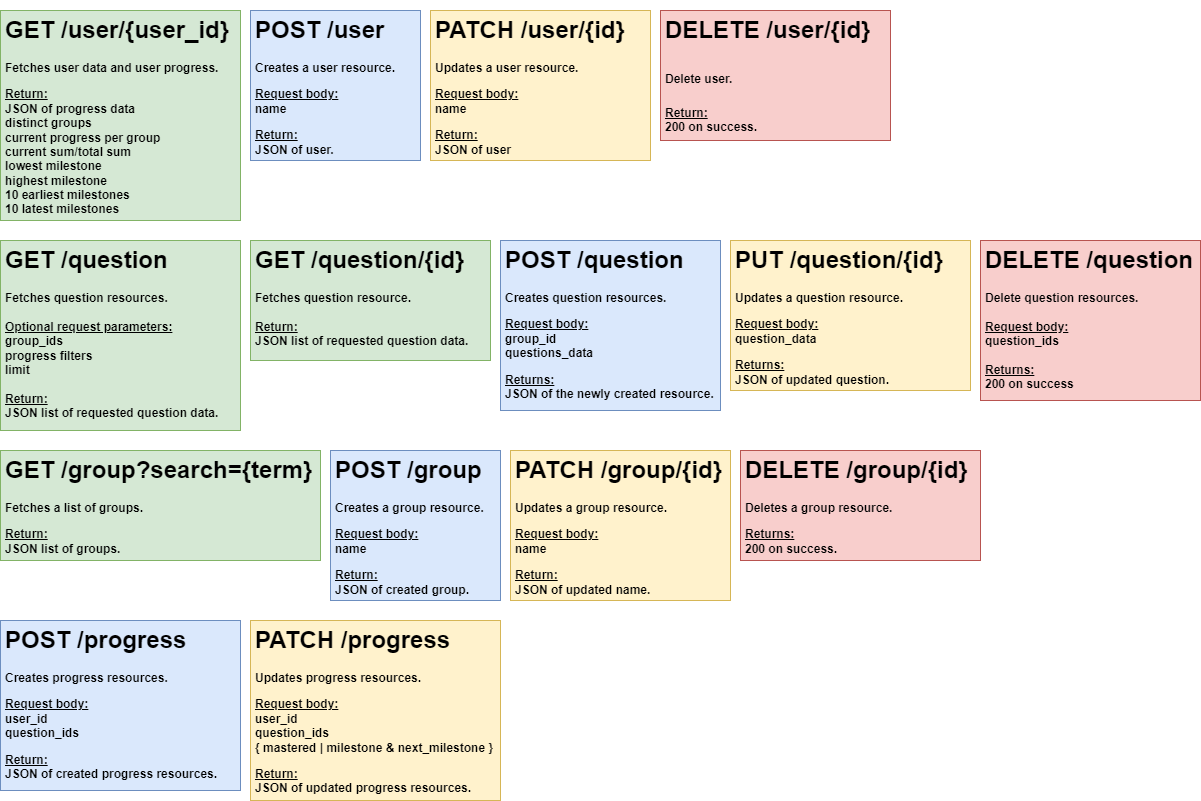 GET /user/{user_id}
Fetches user data and user progress.
Return:
JSON of progress data
distinct groups
current progress per group
current sum/total sum
lowest milestone
highest milestone
10 earliest milestones
10 latest milestones
POST /user
Creates a user resource.
Request body:
name
Return:
JSON of user.
PATCH /user/{id}
Updates a user resource.
Request body:
name
Return:
JSON of user
DELETE /user/{id}
Delete user.
Return:
200 on success.
GET /question
Fetches question resources.
Optional request parameters:
group_ids
progress filters
limit
Return:
JSON list of requested question data.
GET /question/{id}
Fetches question resource.
Return:
JSON list of requested question data.
POST /question
Creates question resources.
Request body:
group_id
questions_data
Returns:
JSON of the newly created resource.
PUT /question/{id}
Updates a question resource.
Request body:
question_data
Returns:
JSON of updated question.
DELETE /question
Delete question resources.
Request body:
question_ids
Returns:
200 on success
GET /group?search={term}
Fetches a list of groups.
Return:
JSON list of groups.
POST /group
Creates a group resource.
Request body:
name
Return:
JSON of created group.
PATCH /group/{id}
Updates a group resource.
Request body:
name
Return:
JSON of updated name.
DELETE /group/{id}
Deletes a group resource.
Returns:
200 on success.
POST /progress
Creates progress resources.
Request body:
user_id
question_ids
Return:
JSON of created progress resources.
PATCH /progress
Updates progress resources.
Request body:
user_id
question_ids
{ mastered | milestone & next_milestone }
Return:
JSON of updated progress resources.